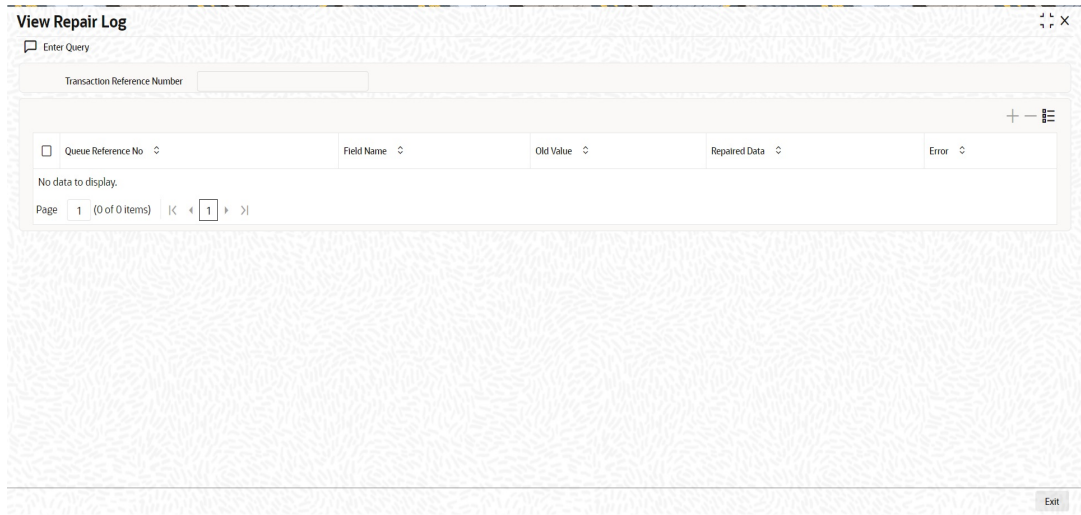 View Repair Log
Enter Query
Transaction Reference Number
Queue Reference No Field Name Old Value Repaired Data Error
No data to display.
Page 1 (0 of 0 items) 1
Exit